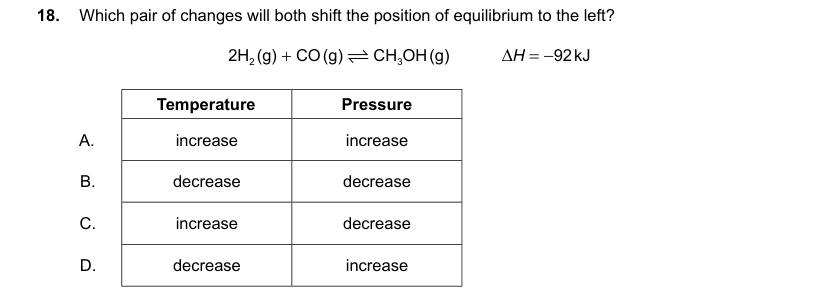 18. Which pair of changes will both shift the position of equilibrium to the left?
2H₂(g) + CO(g) ⇌ CH₃OH(g) ΔH = −92 kJ
Temperature Pressure
A. increase increase
B. decrease decrease
C. increase decrease
D. decrease increase